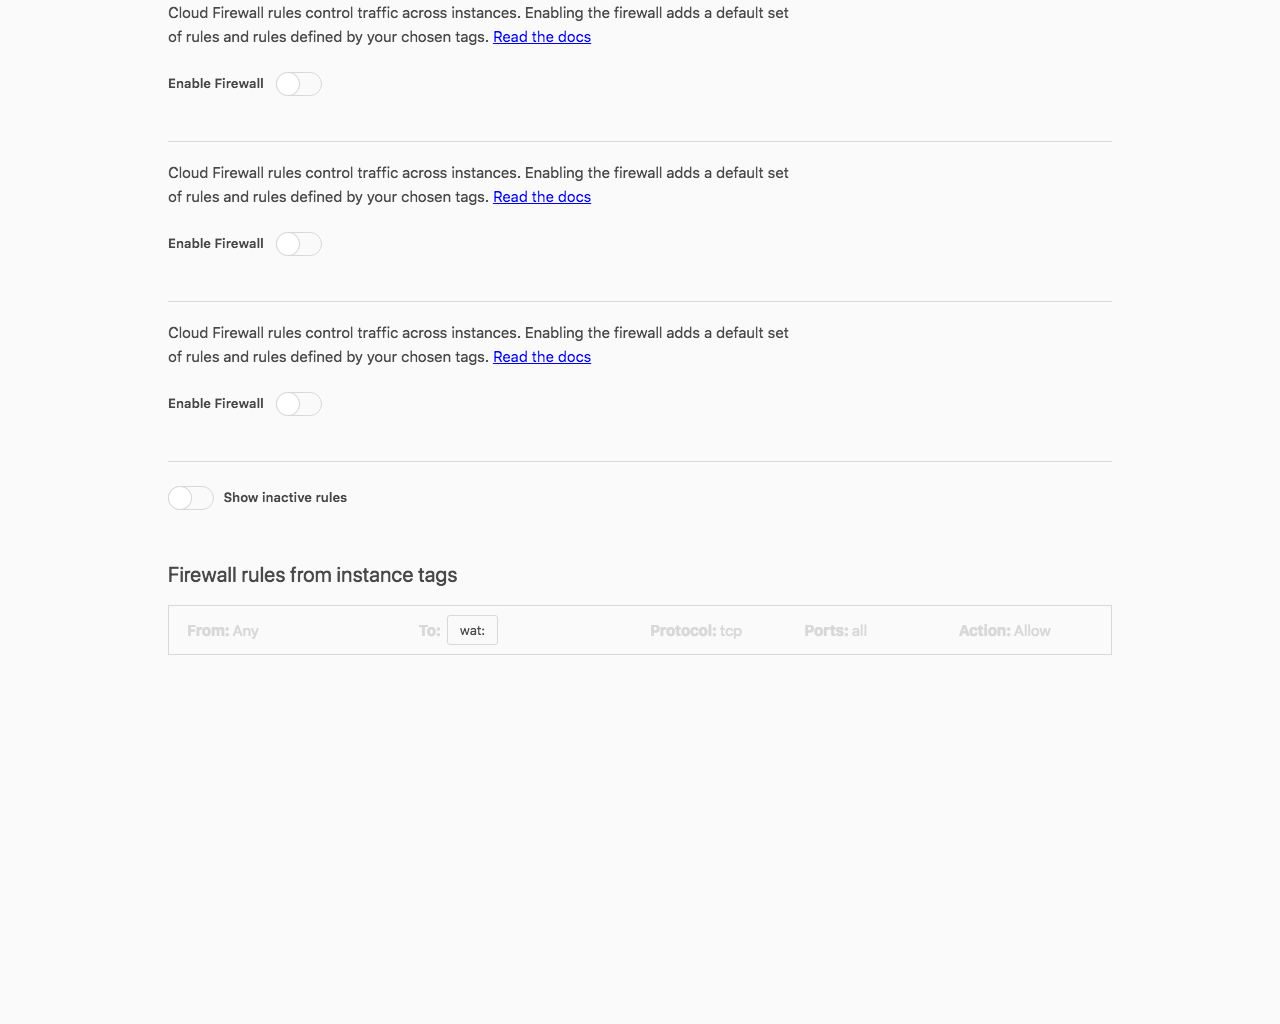 Cloud Firewall rules control traffic across instances. Enabling the firewall adds a default set
of rules and rules defined by your chosen tags. Read the docs
Enable Firewall
Cloud Firewall rules control traffic across instances. Enabling the firewall adds a default set
of rules and rules defined by your chosen tags. Read the docs
Enable Firewall
Cloud Firewall rules control traffic across instances. Enabling the firewall adds a default set
of rules and rules defined by your chosen tags. Read the docs
Enable Firewall
Show inactive rules
Firewall rules from instance tags
From: Any To: wat: Protocol: tcp Ports: all Action: Allow